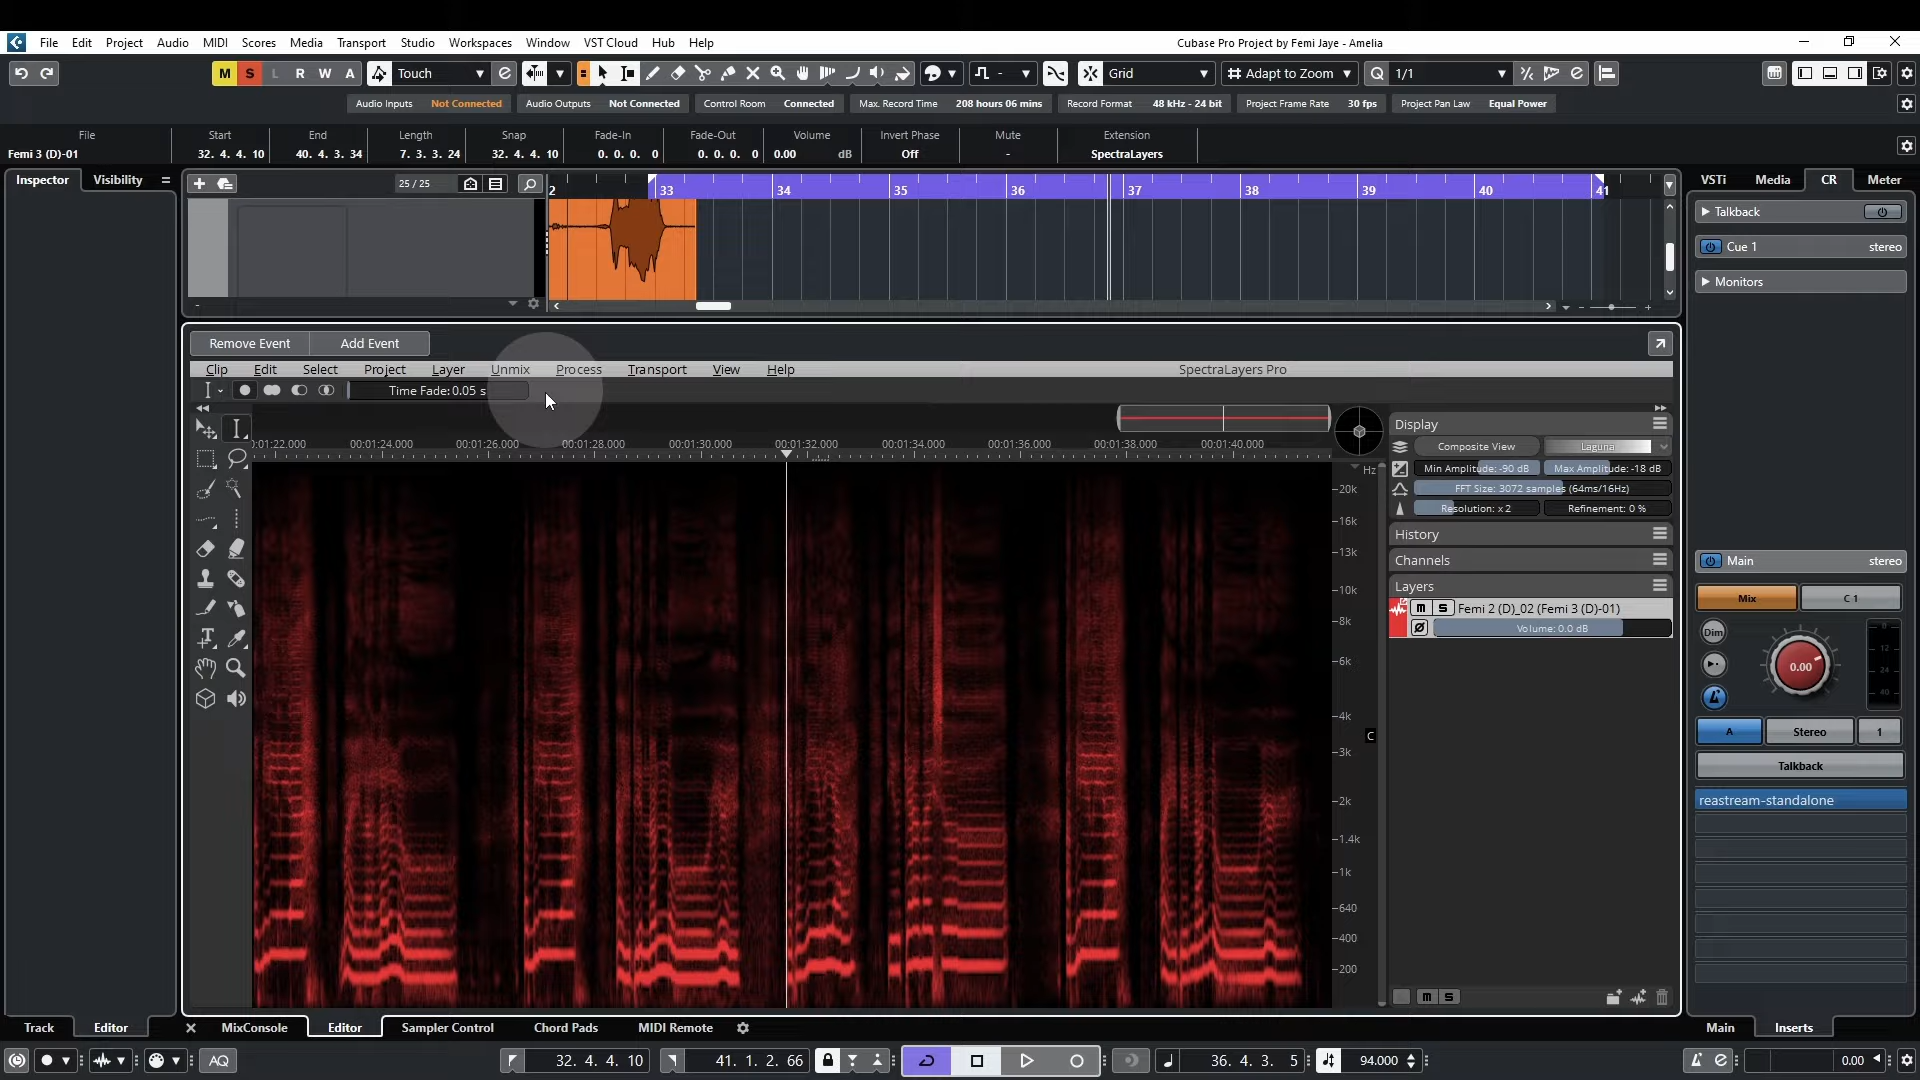 File Edit Project Audio MIDI Scores Media Transport Studio Workspaces Window VST Cloud Hub Help
Cubase Pro Project by Femi Jaye - Amelia
M S L R W A Touch Grid Adapt to Zoom Q 1/1
Audio Inputs Not Connected Audio Outputs Not Connected Control Room Connected Max. Record Time 208 hours 06 mins Record Format 48 kHz - 24 bit Project Frame Rate 30 fps Project Pan Law Equal Power
File Start End Length Snap Fade-In Fade-Out Volume Invert Phase Mute Extension
Femi 3 (D)-01 32. 4. 4. 10 40. 4. 3. 34 7. 3. 3. 24 32. 4. 4. 10 0. 0. 0. 0 0. 0. 0. 0 0.00 dB Off - SpectraLayers
Inspector Visibility
25 / 25
2 33 34 35 36 37 38 39 40 41
VSTi Media CR Meter
Talkback
Cue 1 stereo
Monitors
Remove Event Add Event
Clip Edit Select Project Layer Unmix Process Transport View Help
SpectraLayers Pro
Time Fade: 0.05 s
0:01:22.000 00:01:24.000 00:01:26.000 00:01:28.000 00:01:30.000 00:01:32.000 00:01:34.000 00:01:36.000 00:01:38.000 00:01:40.000
Hz
20k
16k
13k
10k
8k
6k
4k
3k
2k
1.4k
1k
640
400
200
C
Display
Composite View Laguna
Min Amplitude: -90 dB Max Amplitude: -18 dB
FFT Size: 3072 samples (64ms/16Hz)
Resolution: x2 Refinement: 0 %
History
Channels
Layers
m s Femi 2 (D)_02 (Femi 3 (D)-01)
Ø Volume: 0.0 dB
m s
Main stereo
Mix C 1
Dim
0.00
0
12
24
40
A Stereo 1
Talkback
reastream-standalone
Track Editor MixConsole Editor Sampler Control Chord Pads MIDI Remote
Main Inserts
AQ 32. 4. 4. 10 41. 1. 2. 66 36. 4. 3. 5 94.000 0.00